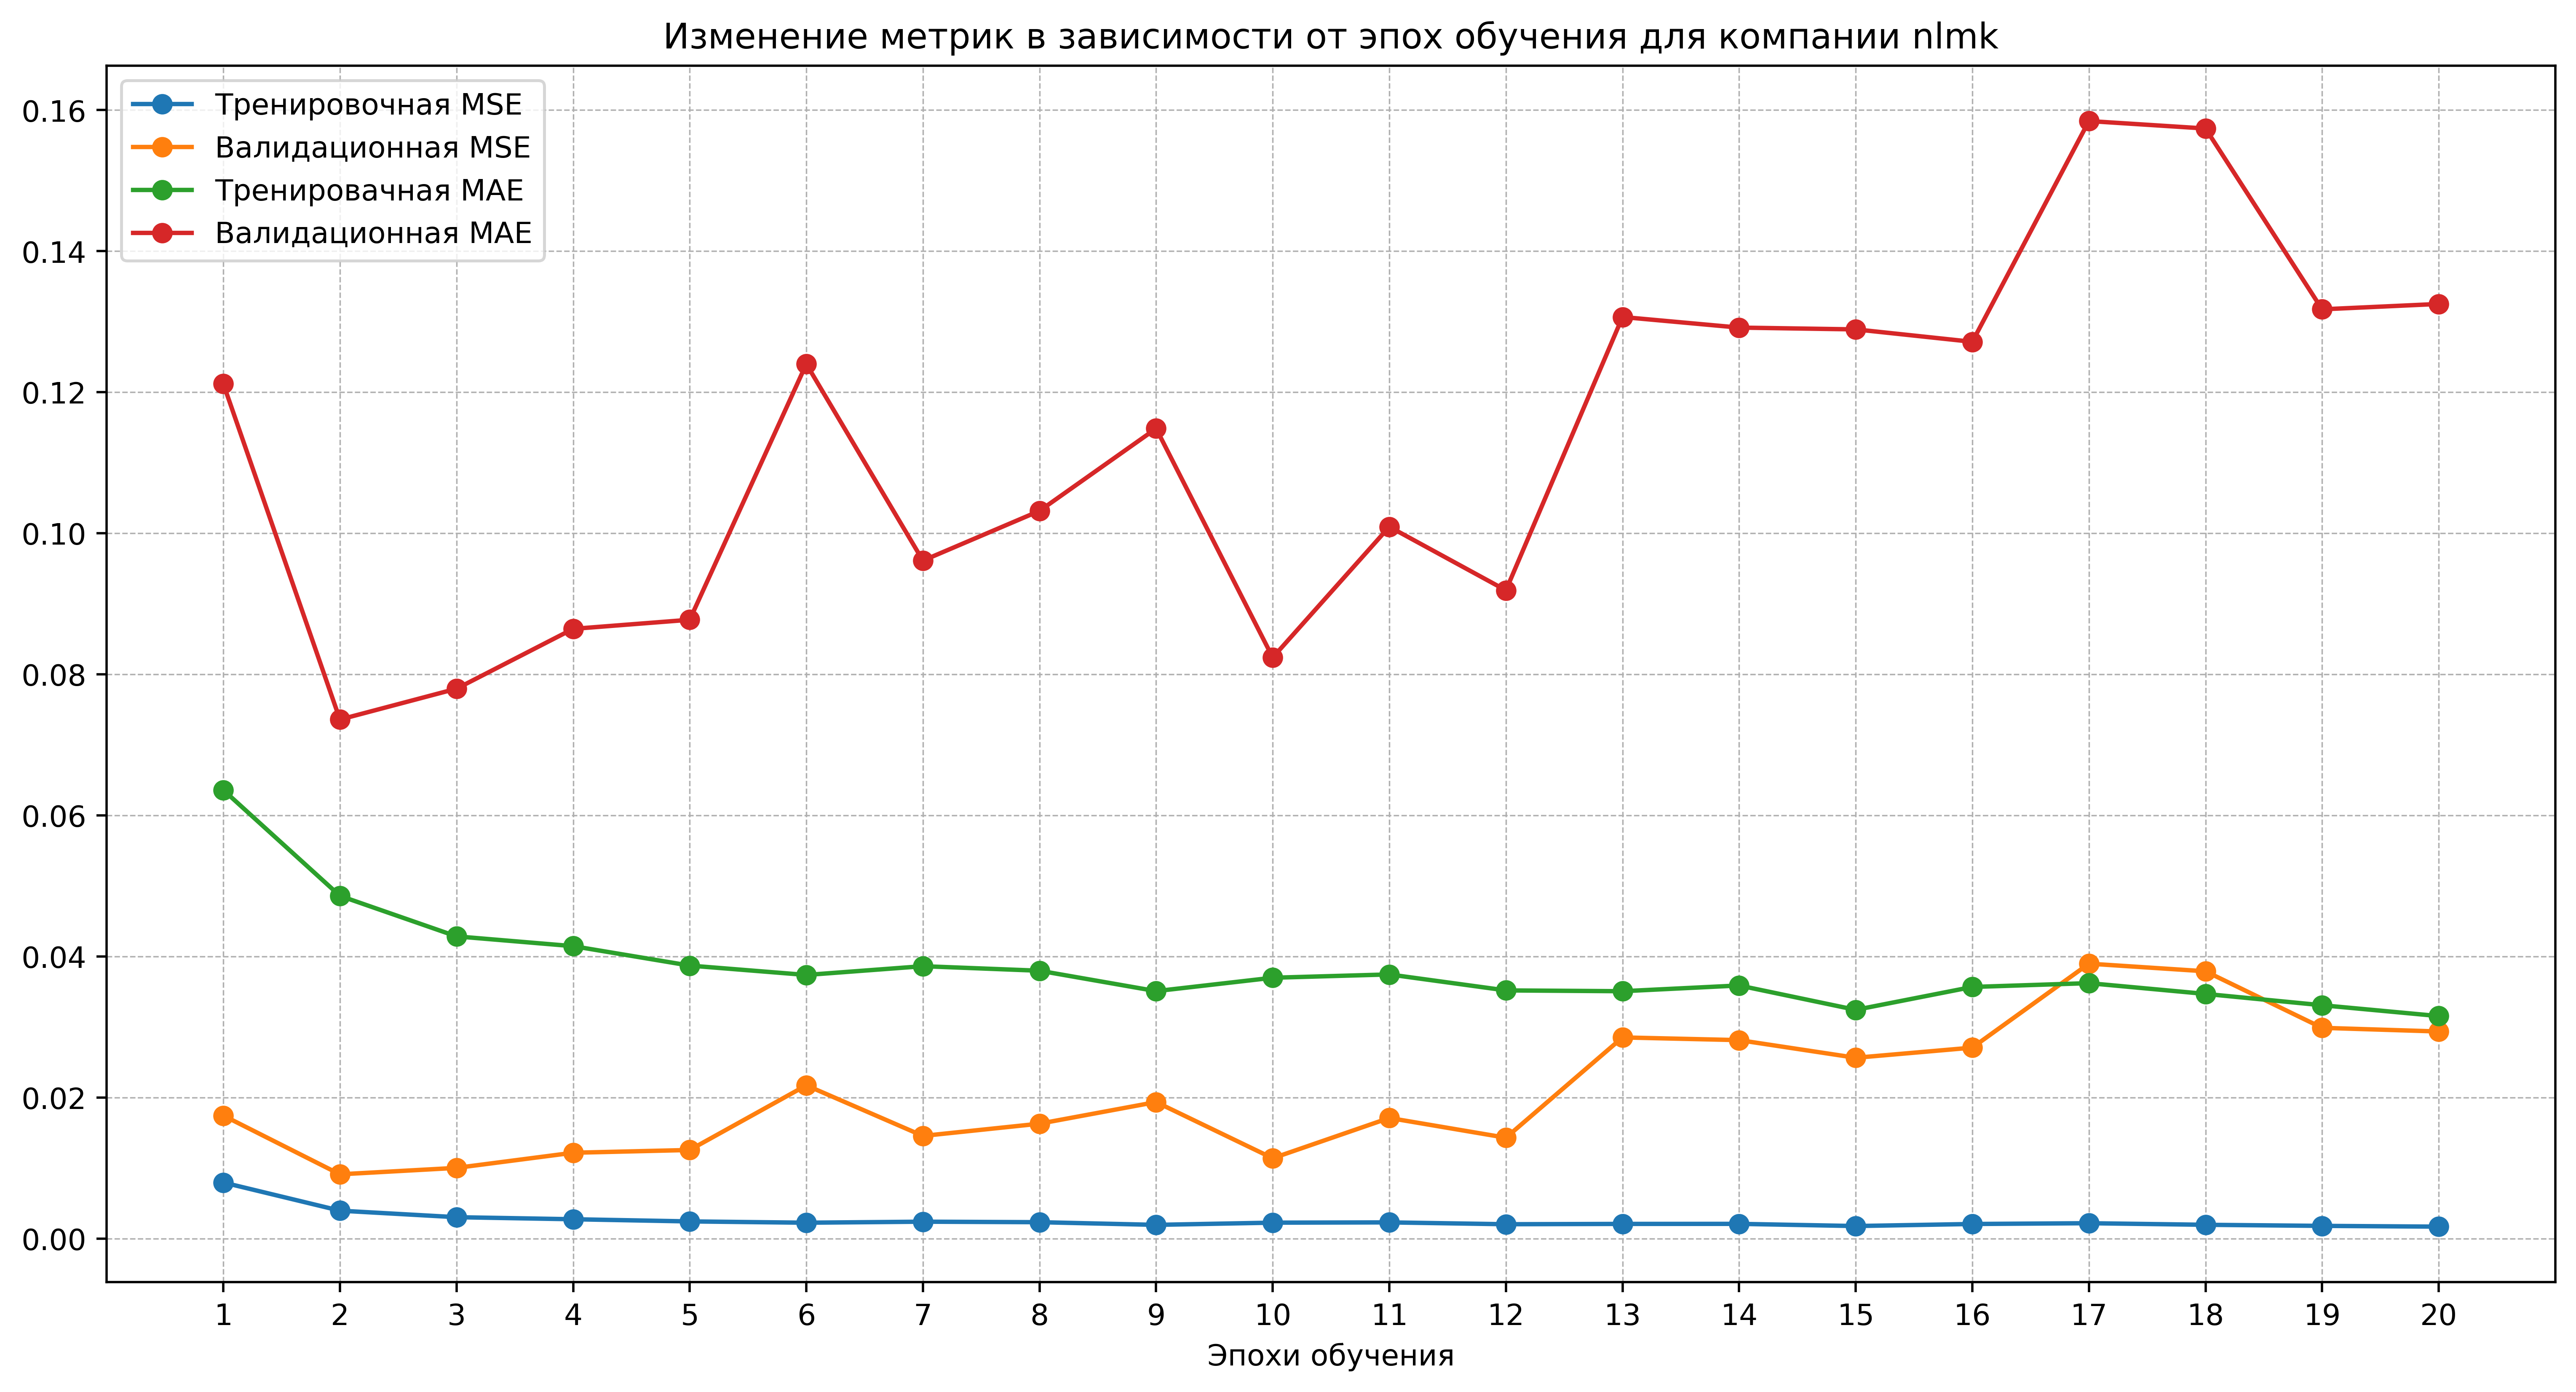 Изменение метрик в зависимости от эпох обучения для компании nlmk
Тренировочная MSE
Валидационная MSE
Тренировачная MAE
Валидационная MAE
0.16
0.14
0.12
0.10
0.08
0.06
0.04
0.02
0.00
1 2 3 4 5 6 7 8 9 10 11 12 13 14 15 16 17 18 19 20
Эпохи обучения